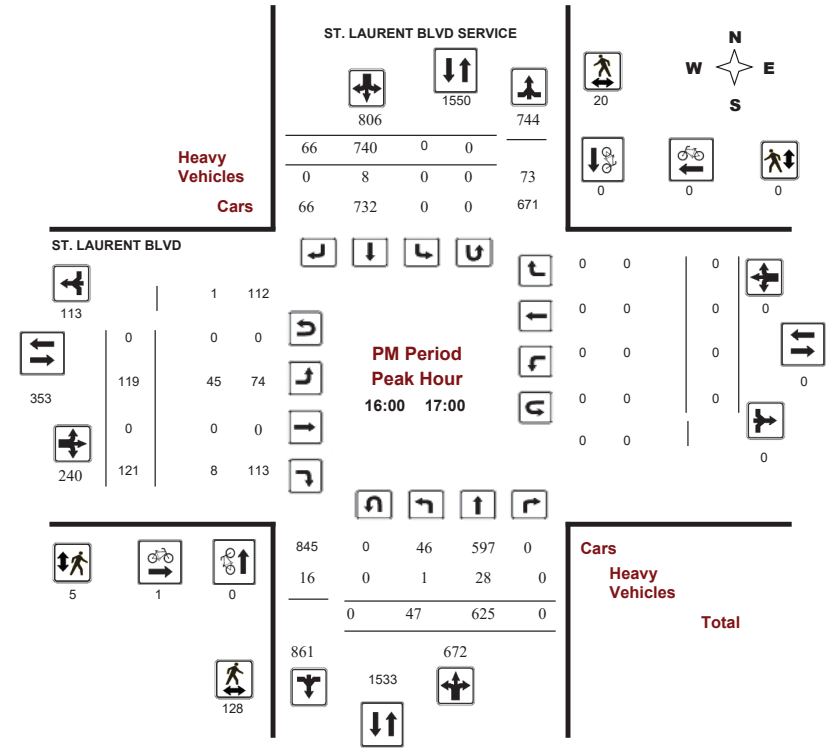 ST. LAURENT BLVD SERVICE
N
W E
S
1550
20
806 744
66 740 0 0
Heavy
Vehicles
0 8 0 0 73
Cars
66 732 0 0 671
0 0 0
ST. LAURENT BLVD
113
1 112
0 0 0
0 0 0
0 0 0
0 0 0
0 0 0
0
0
0
0 0 0
353
119 45 74
0 0 0
240
121 8 113
PM Period
Peak Hour
16:00 17:00
845 0 46 597 0
Cars
16 0 1 28 0
Heavy
Vehicles
0 47 625 0
Total
5 1 0
861 672
1533
128